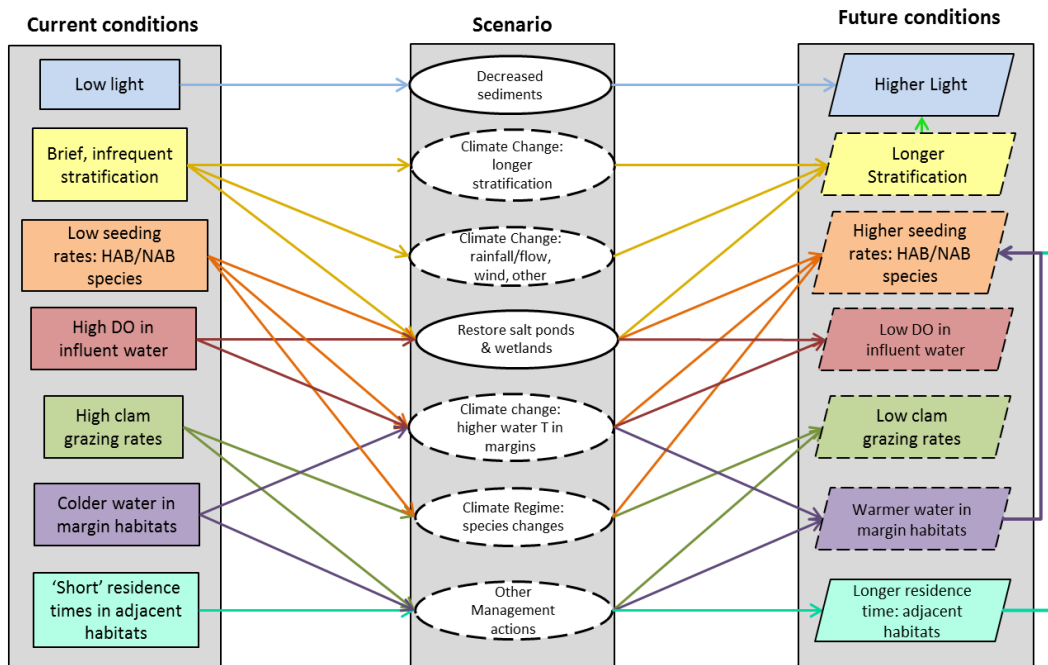 Current conditions
Scenario
Future conditions
Low light
Decreased
sediments
Higher Light
Brief, infrequent
stratification
Climate Change:
longer
stratification
Longer
Stratification
Low seeding
rates: HAB/NAB
species
Climate Change:
rainfall/flow,
wind, other
Higher seeding
rates: HAB/NAB
species
High DO in
influent water
Restore salt ponds
& wetlands
Low DO in
influent water
High clam
grazing rates
Climate change:
higher water T in
margins
Low clam
grazing rates
Colder water in
margin habitats
Climate Regime:
species changes
Warmer water in
margin habitats
‘Short’ residence
times in adjacent
habitats
Other
Management
actions
Longer residence
time: adjacent
habitats